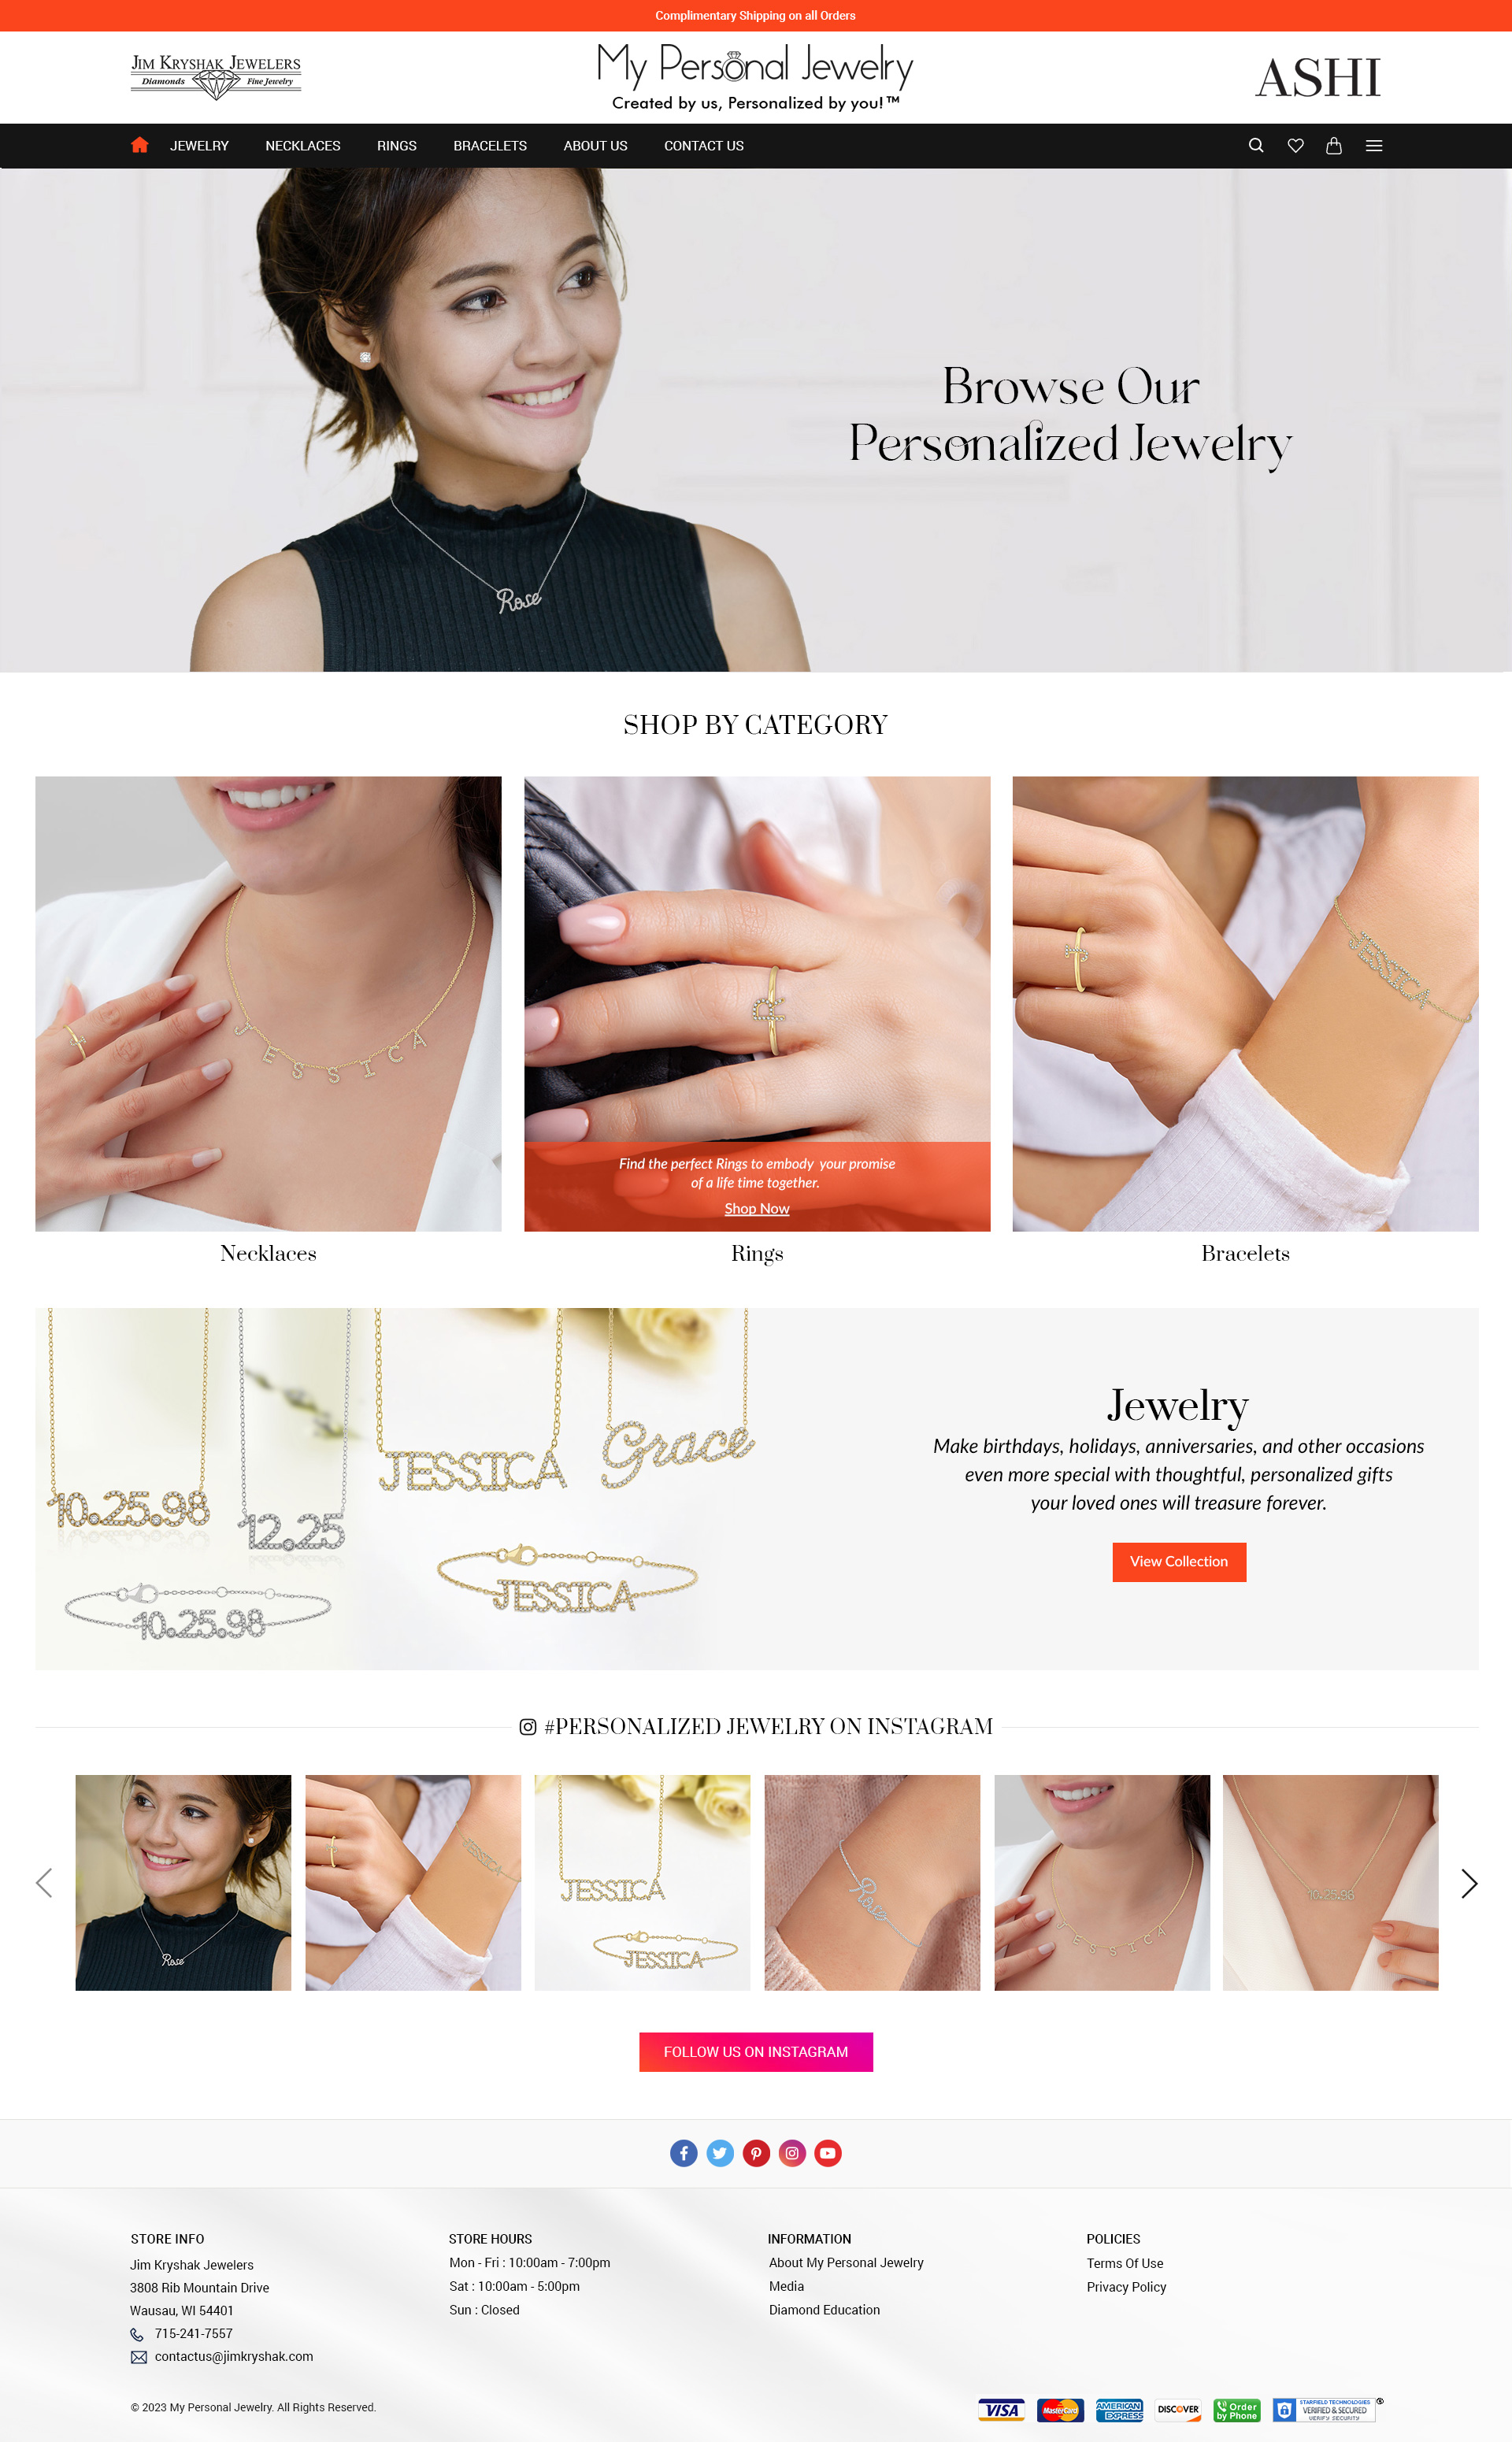 Complimentary Shipping on all Orders
JIM KRYSHAK JEWELERS
Diamonds Fine Jewelry
My Personal Jewelry
Created by us, Personalized by you!™
ASHI
JEWELRY NECKLACES RINGS BRACELETS ABOUT US CONTACT US
Browse Our
Personalized Jewelry
Rose
SHOP BY CATEGORY
J E S S I C A
JESSICA
Find the perfect Rings to embody your promise
of a life time together.
Shop Now
Necklaces
Rings
Bracelets
10.25.98
12.25
JESSICA
Grace
10.25.98
JESSICA
Jewelry
Make birthdays, holidays, anniversaries, and other occasions
even more special with thoughtful, personalized gifts
your loved ones will treasure forever.
View Collection
#PERSONALIZED JEWELRY ON INSTAGRAM
Rose
JESSICA
JESSICA
JESSICA
Rose
J E S S I C A
10.25.98
FOLLOW US ON INSTAGRAM
STORE INFO
Jim Kryshak Jewelers
3808 Rib Mountain Drive
Wausau, WI 54401
715-241-7557
contactus@jimkryshak.com
STORE HOURS
Mon - Fri : 10:00am - 7:00pm
Sat : 10:00am - 5:00pm
Sun : Closed
INFORMATION
About My Personal Jewelry
Media
Diamond Education
POLICIES
Terms Of Use
Privacy Policy
© 2023 My Personal Jewelry. All Rights Reserved.
VISA
MasterCard
AMERICAN EXPRESS
DISCOVER
Order
by Phone
STARFIELD TECHNOLOGIES
VERIFIED & SECURED
VERIFY SECURITY